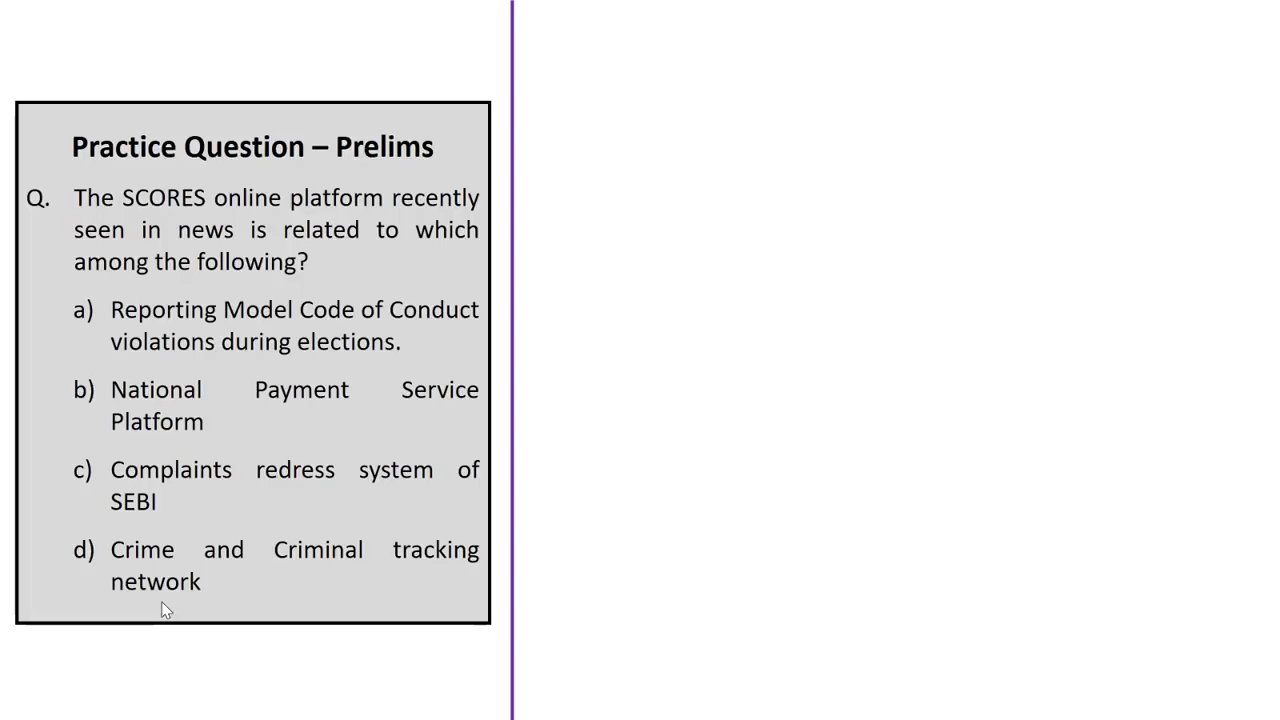 Practice Question – Prelims
Q. The SCORES online platform recently
seen in news is related to which
among the following?
a) Reporting Model Code of Conduct
violations during elections.
b) National Payment Service
Platform
c) Complaints redress system of
SEBI
d) Crime and Criminal tracking
network